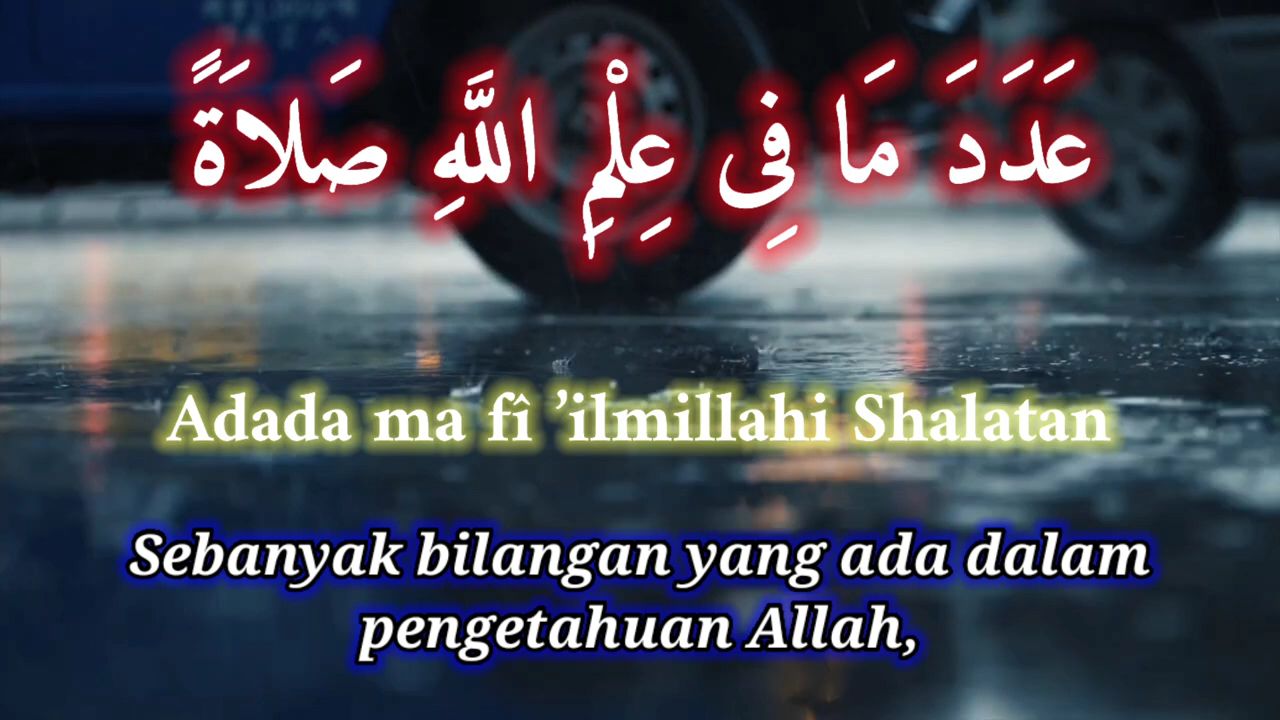 عَدَدَ مَا فِى عِلْمِ اللَّهِ صَلاَةً
Adada ma fî ’ilmillahi Shalatan
Sebanyak bilangan yang ada dalam
pengetahuan Allah,